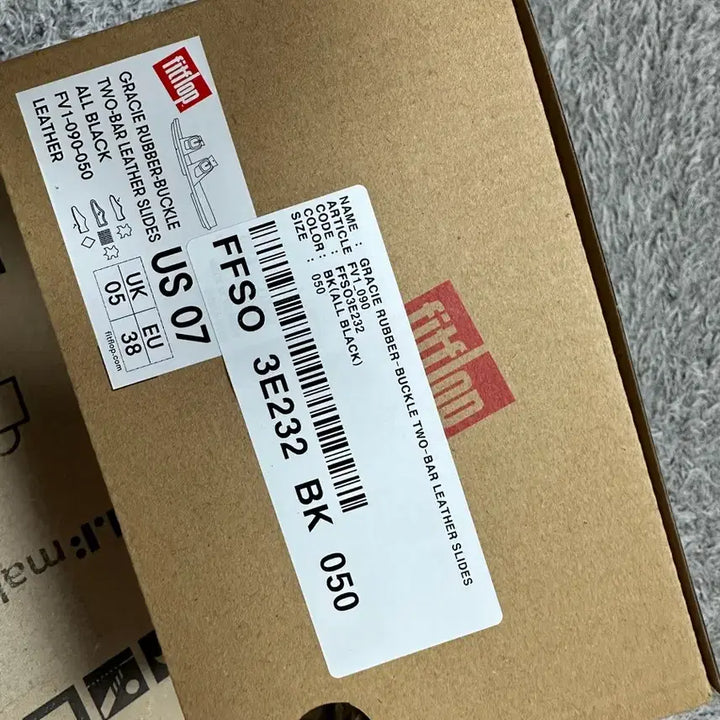 fitflop
GRACIE RUBBER-BUCKLE
TWO-BAR LEATHER SLIDES
ALL BLACK
FV1-090-050
LEATHER
US 07
UK
EU
05
38
fitflop.com
NAME : GRACIE RUBBER-BUCKLE TWO-BAR LEATHER SLIDES
ARTICLE : FV1_090
CODE : FFSO3E232
COLOR : BK(All BLACK)
SIZE : 050
FFSO 3E232 BK 050
fitflop